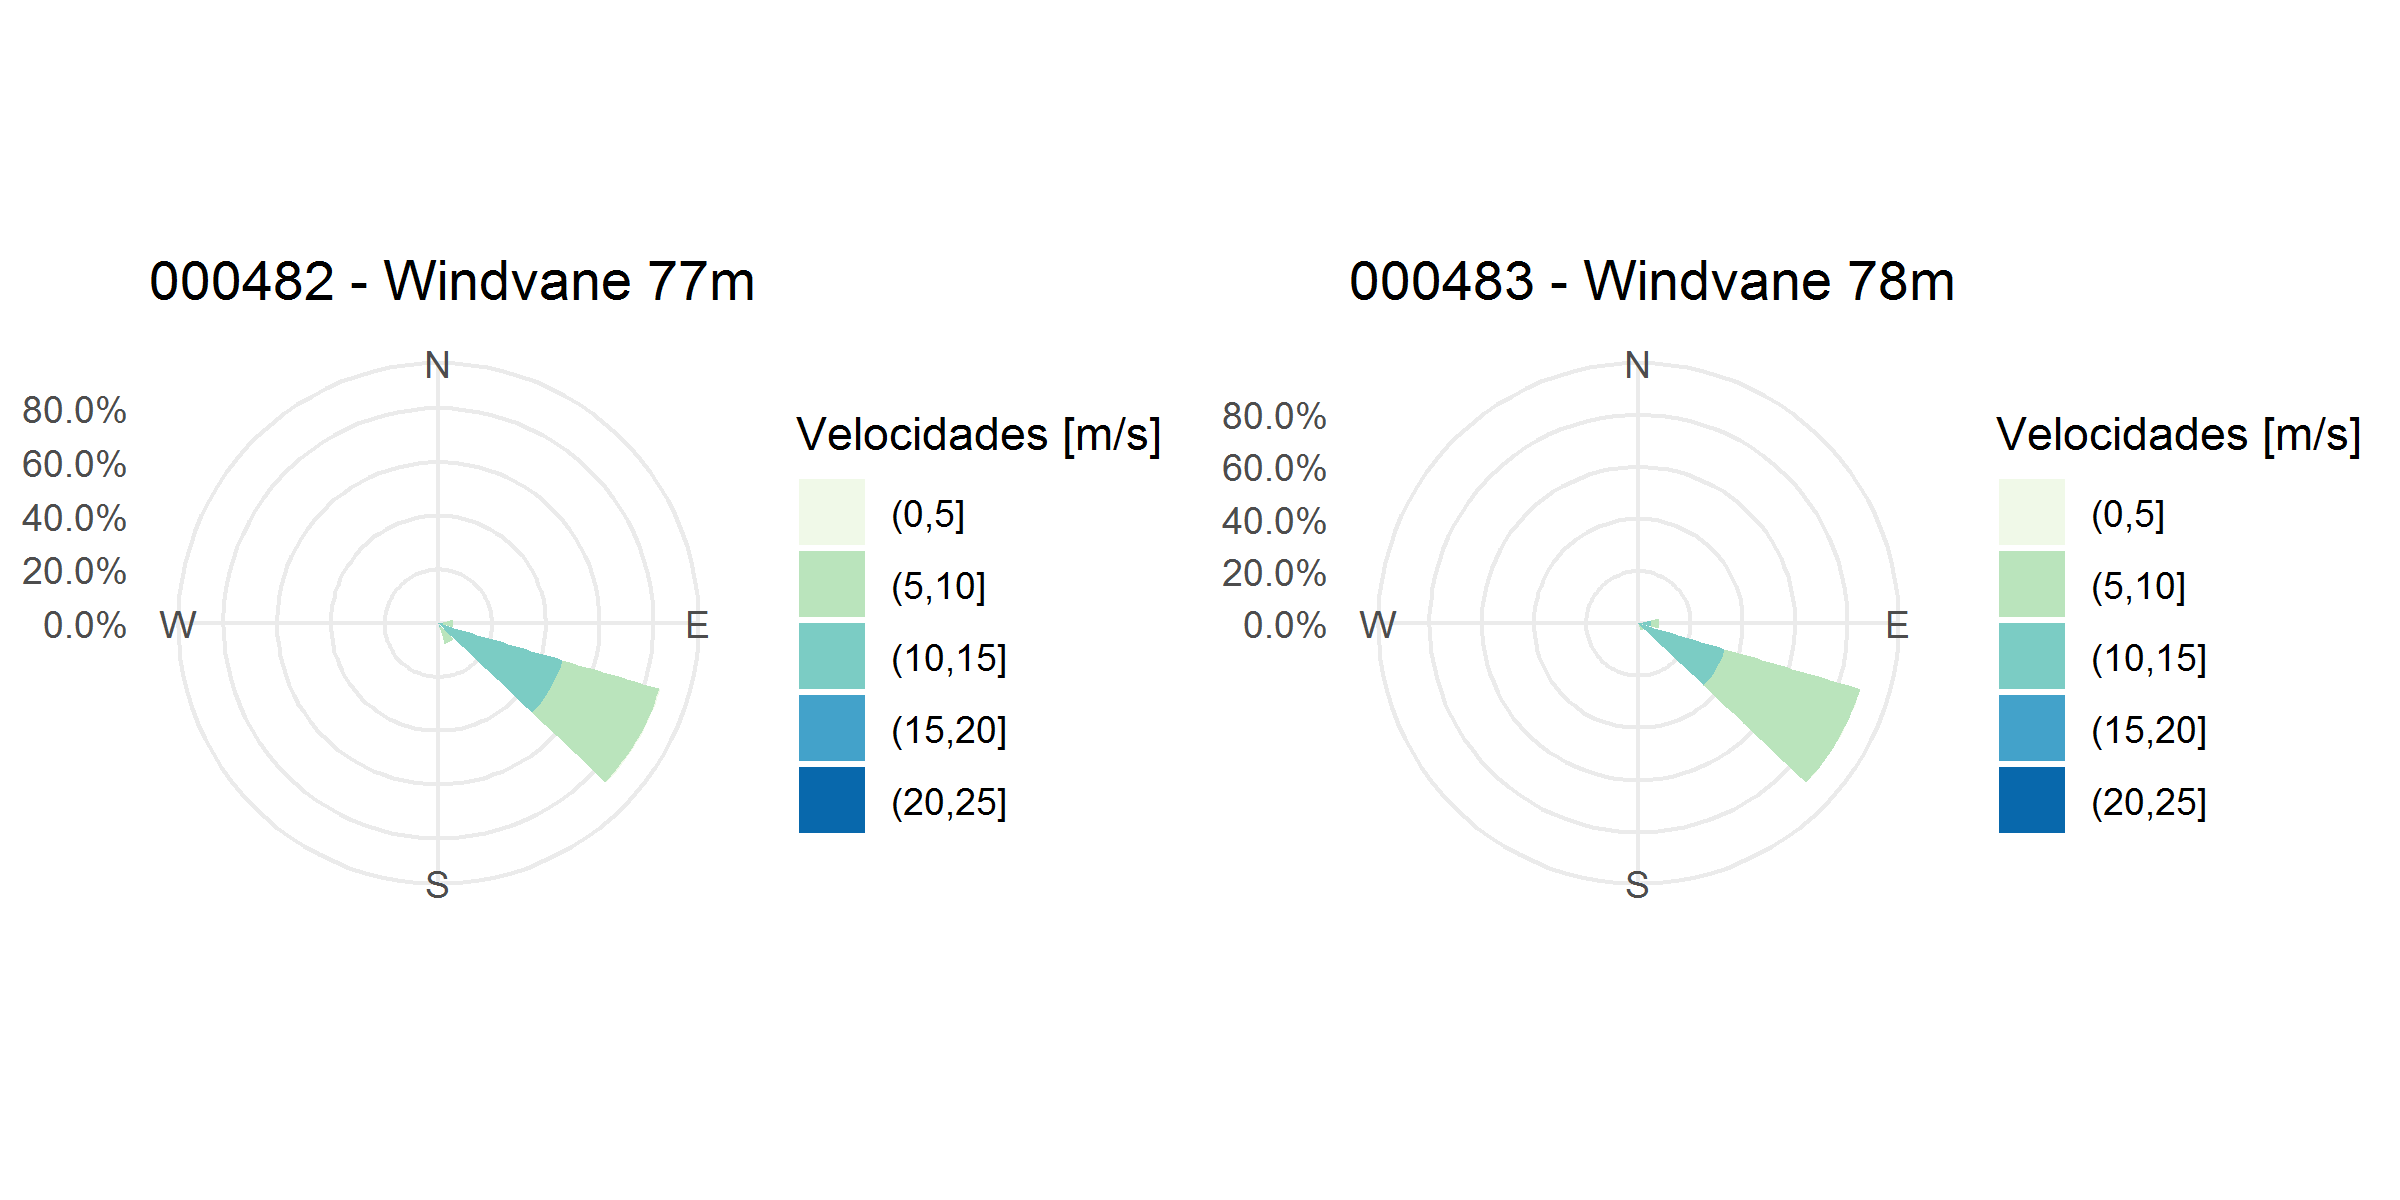 000482 - Windvane 77m
N
80.0%
60.0%
40.0%
20.0%
0.0%
W
E
S
Velocidades [m/s]
(0,5]
(5,10]
(10,15]
(15,20]
(20,25]
000483 - Windvane 78m
N
80.0%
60.0%
40.0%
20.0%
0.0%
W
E
S
Velocidades [m/s]
(0,5]
(5,10]
(10,15]
(15,20]
(20,25]